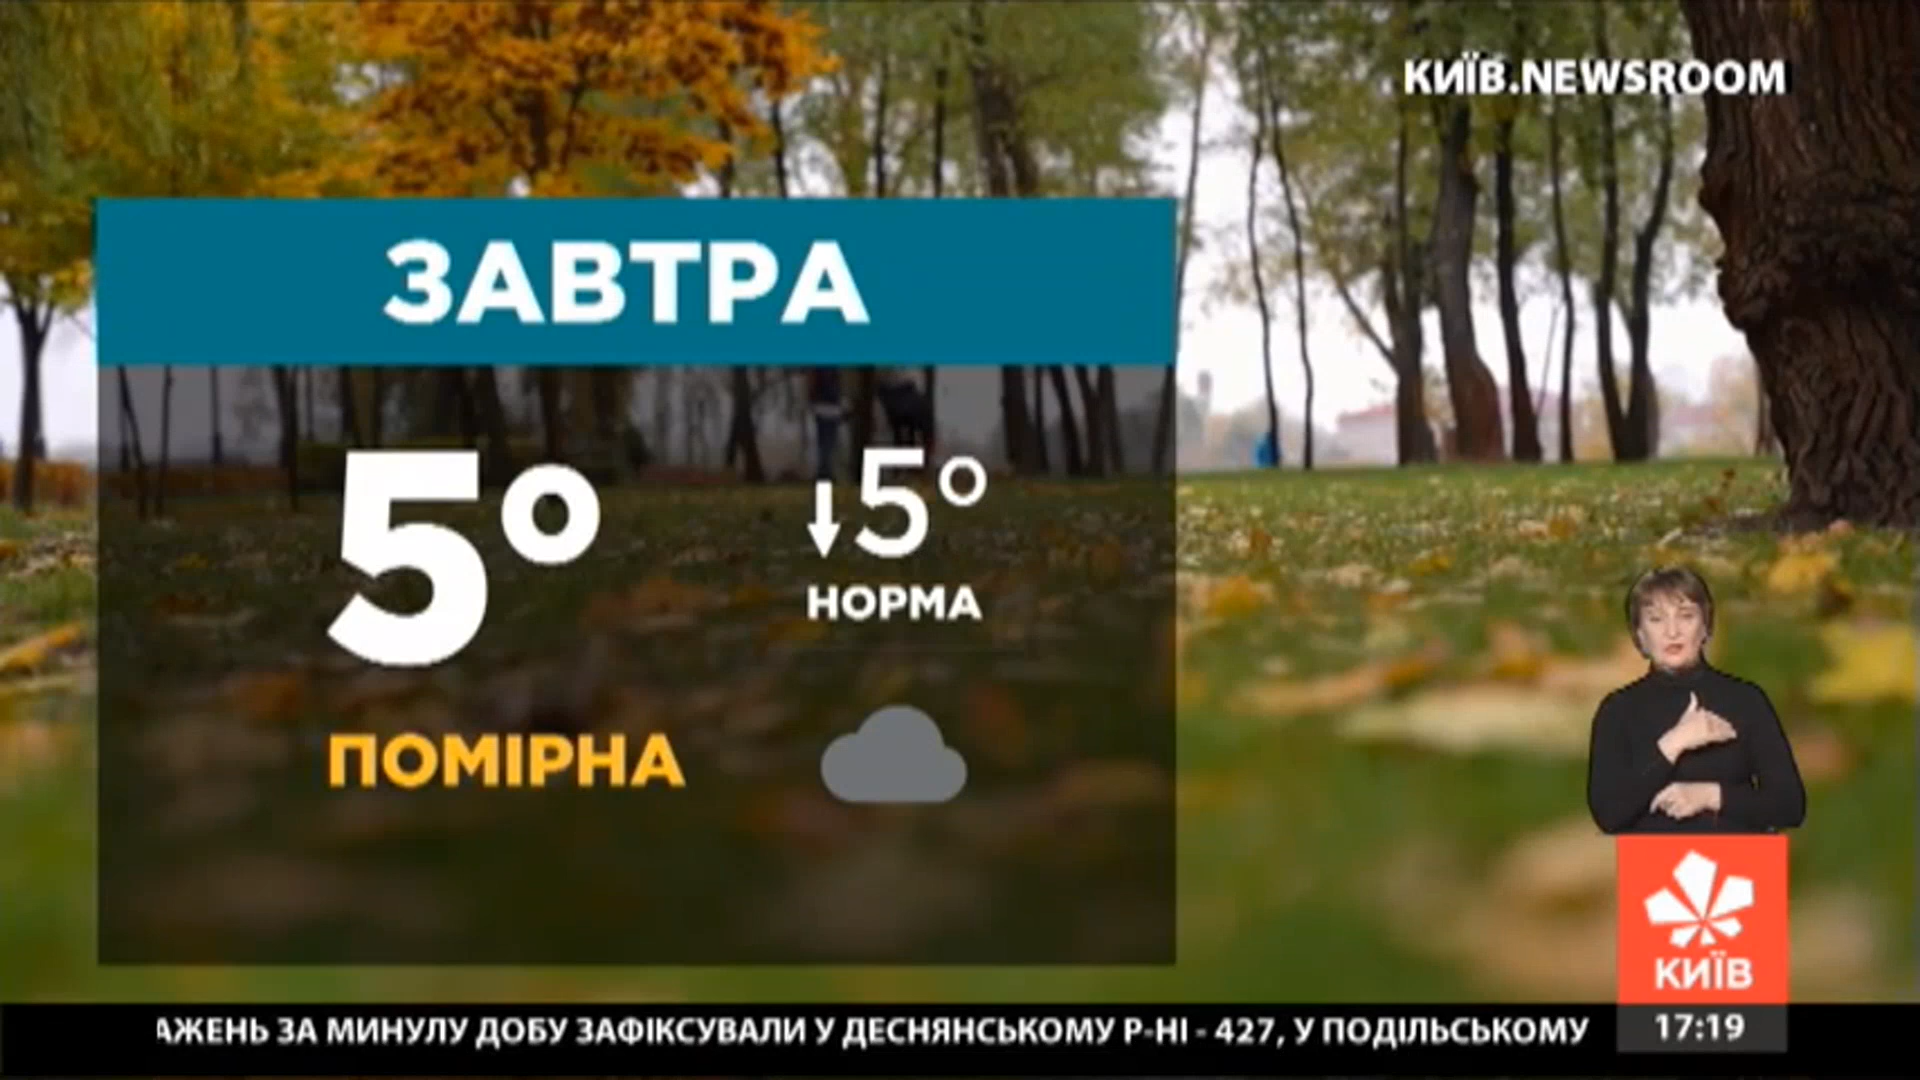 КИЇВ.NEWSROOM
ЗАВТРА
5°
↓5°
НОРМА
ПОМІРНА
КИЇВ
АЖЕНЬ ЗА МИНУЛУ ДОБУ ЗАФІКСУВАЛИ У ДЕСНЯНСЬКОМУ Р-НІ - 427, У ПОДІЛЬСЬКОМУ
17:19